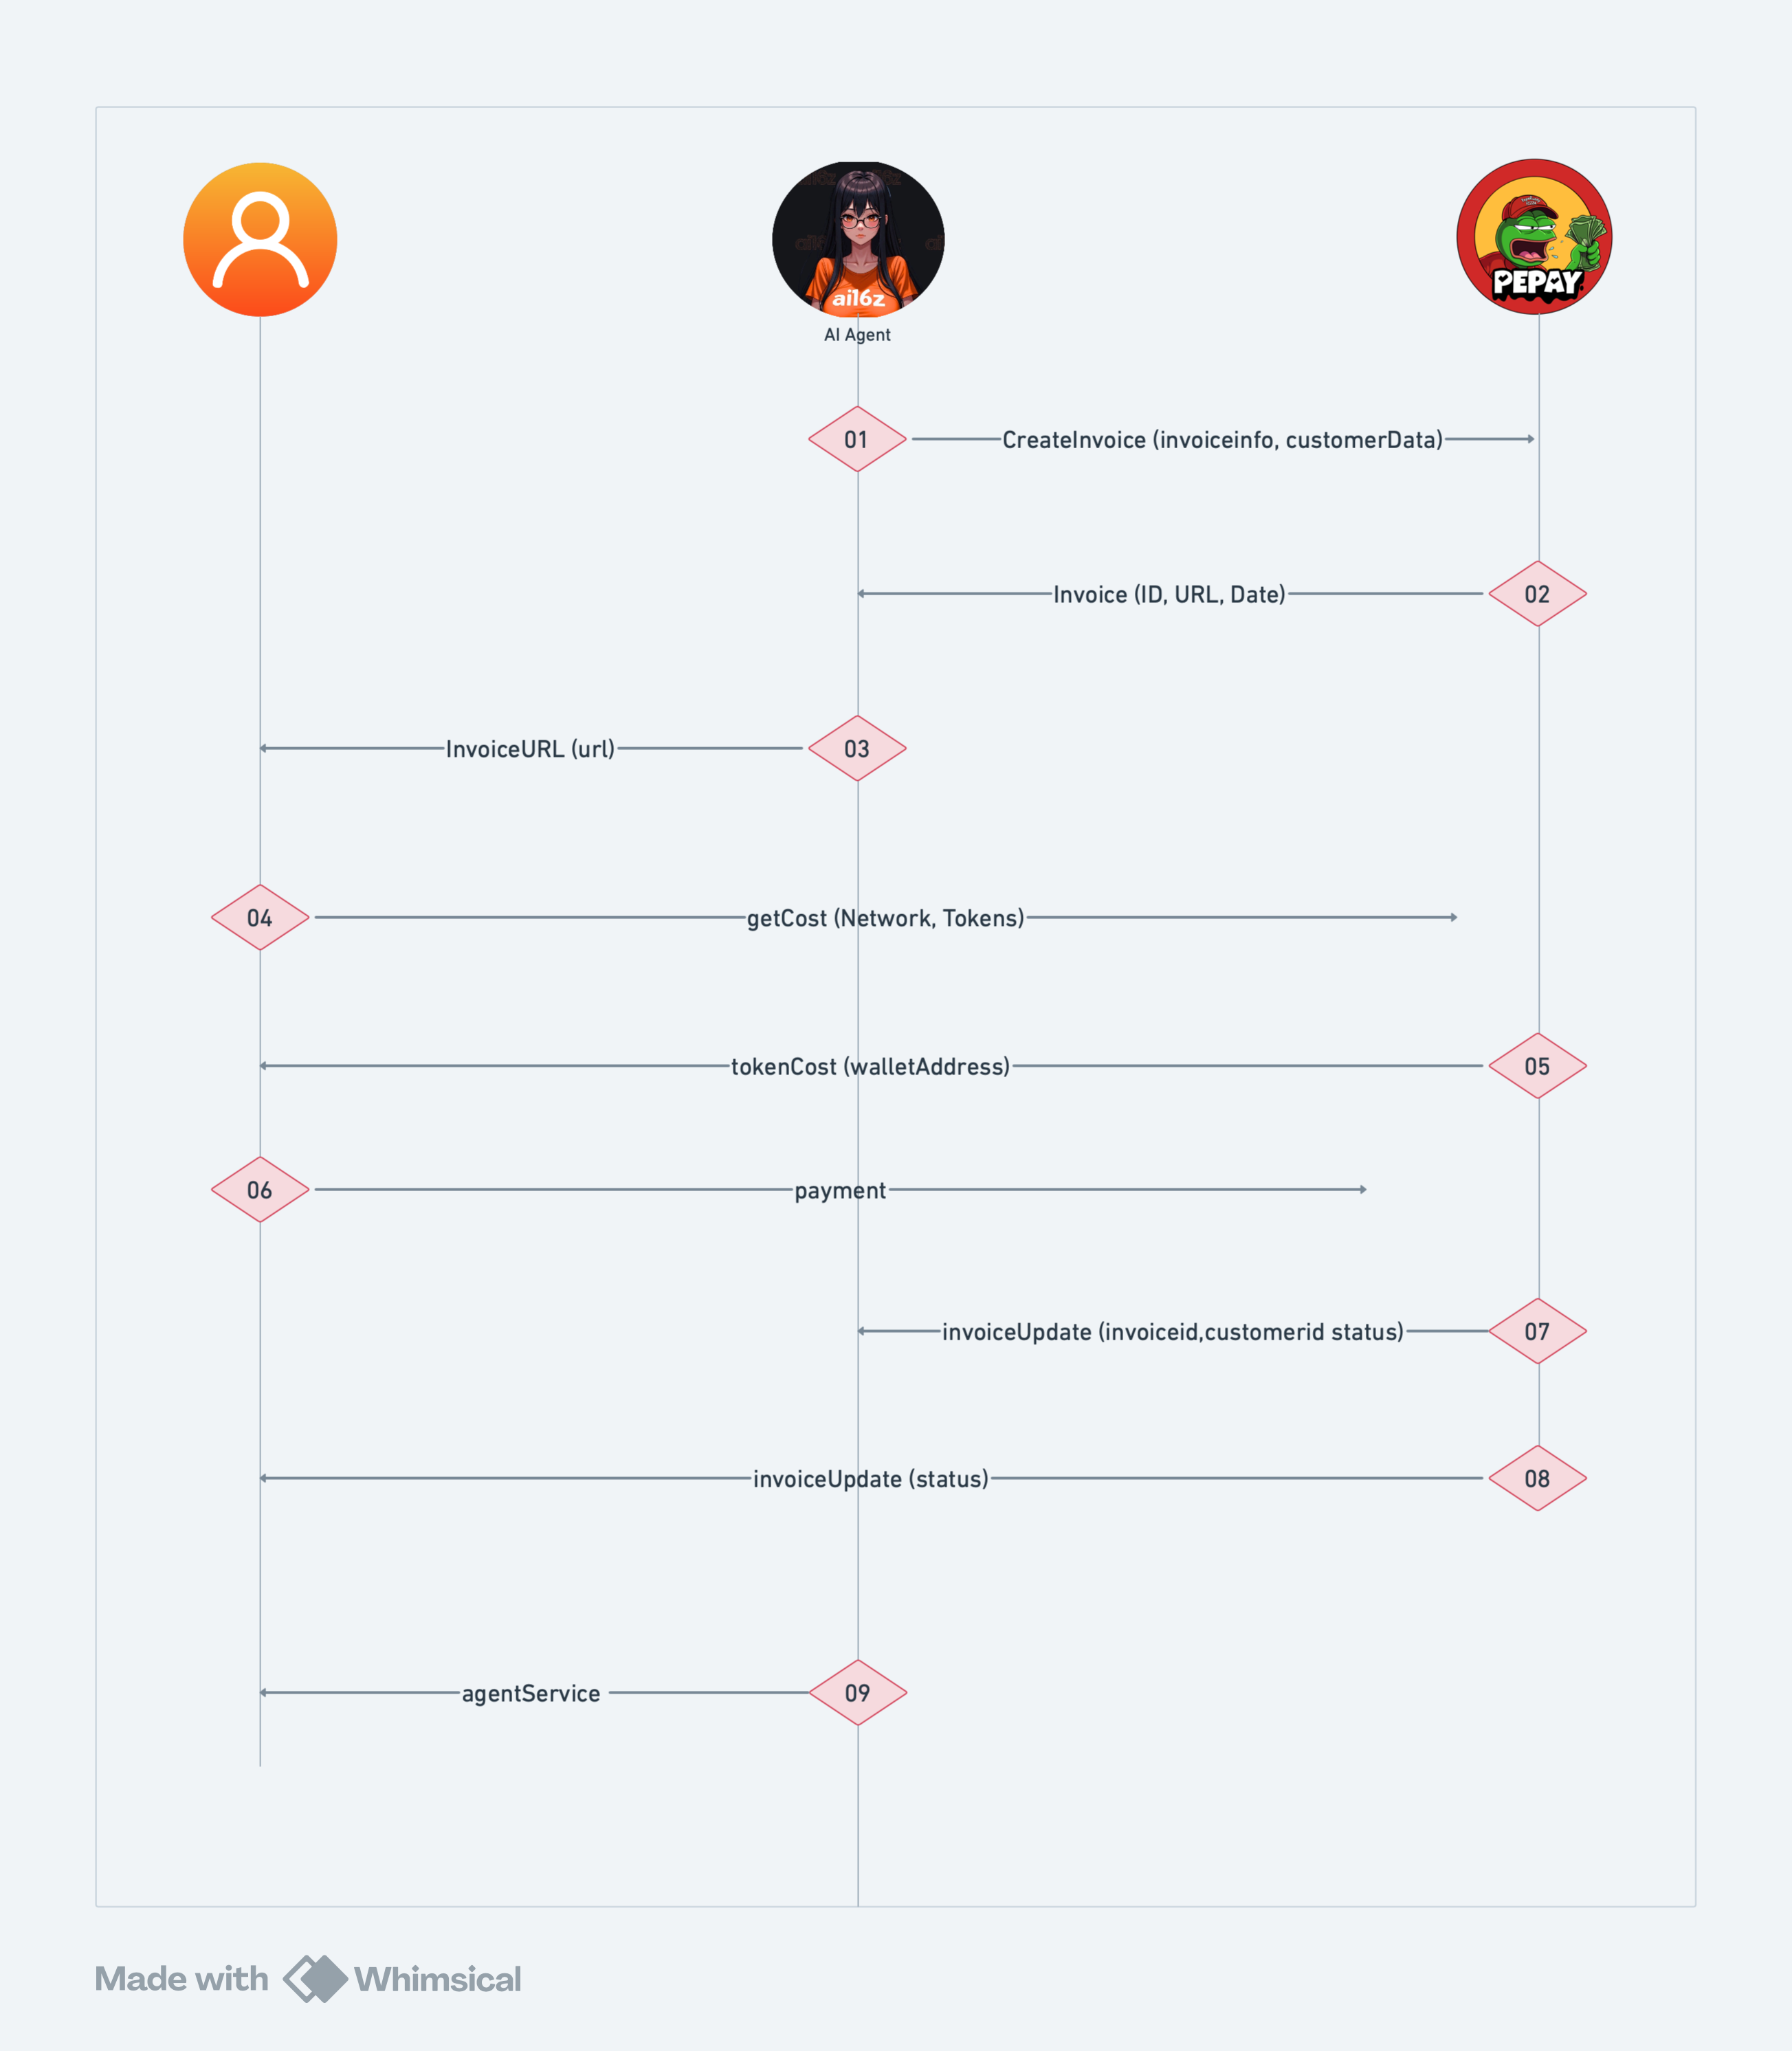 ai16z
PEPAY
AI Agent
01
CreateInvoice (invoiceinfo, customerData)
Invoice (ID, URL, Date)
02
InvoiceURL (url)
03
04
getCost (Network, Tokens)
tokenCost (walletAddress)
05
06
payment
invoiceUpdate (invoiceid,customerid status)
07
invoiceUpdate (status)
08
agentService
09
Made with Whimsical